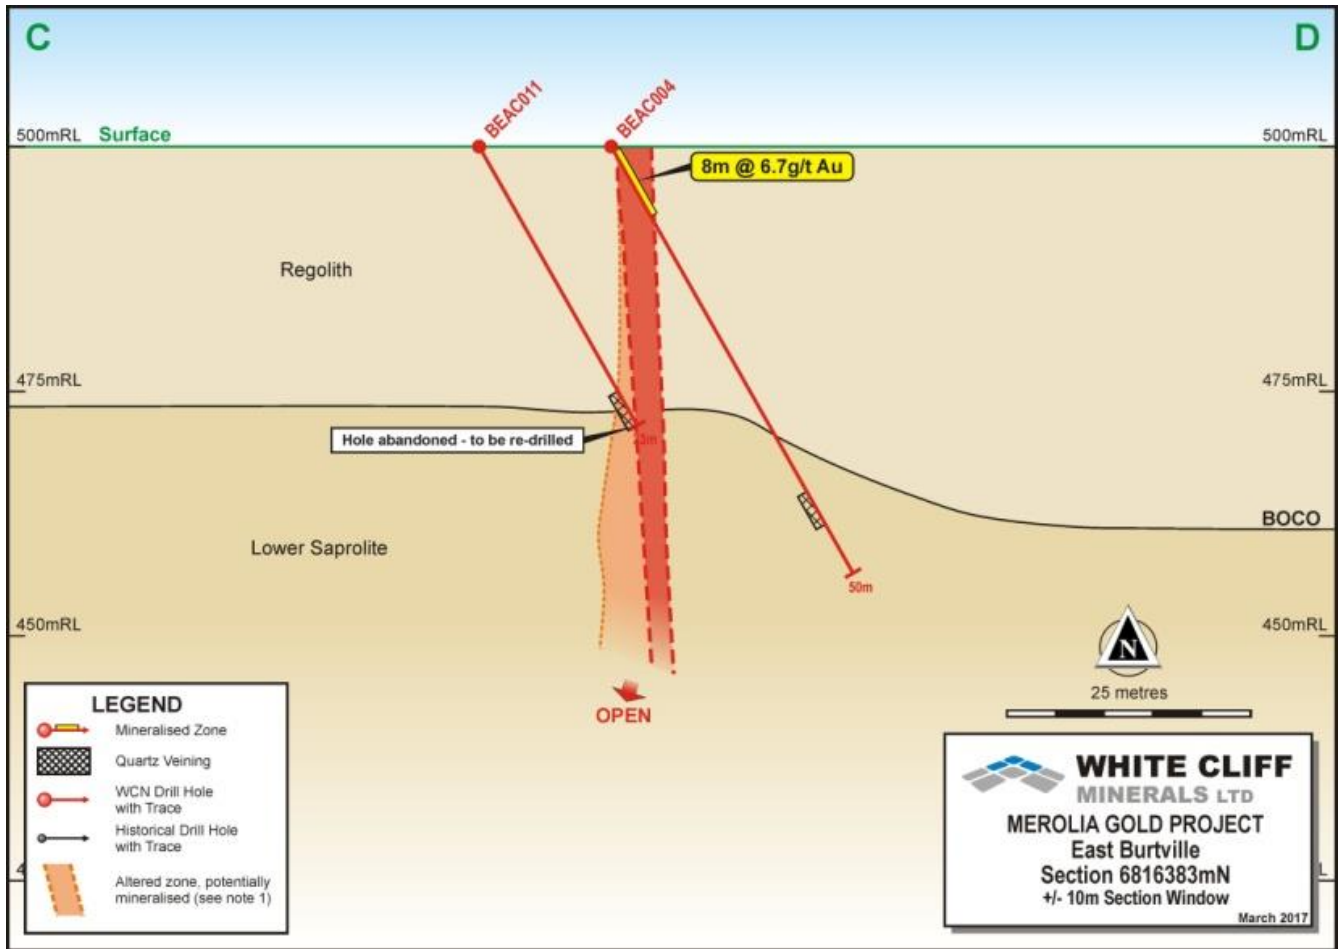 C
D
BEAC011
BEAC004
500mRL
Surface
500mRL
8m @ 6.7g/t Au
Regolith
475mRL
475mRL
Hole abandoned - to be re-drilled
BOCO
Lower Saprolite
50m
450mRL
450mRL
N
25 metres
OPEN
LEGEND
Mineralised Zone
Quartz Veining
WCN Drill Hole
with Trace
Historical Drill Hole
with Trace
Altered zone, potentially
mineralised (see note 1)
WHITE CLIFF
MINERALS LTD
MEROLIA GOLD PROJECT
East Burtville
Section 6816383mN
+/- 10m Section Window
March 2017
4
L